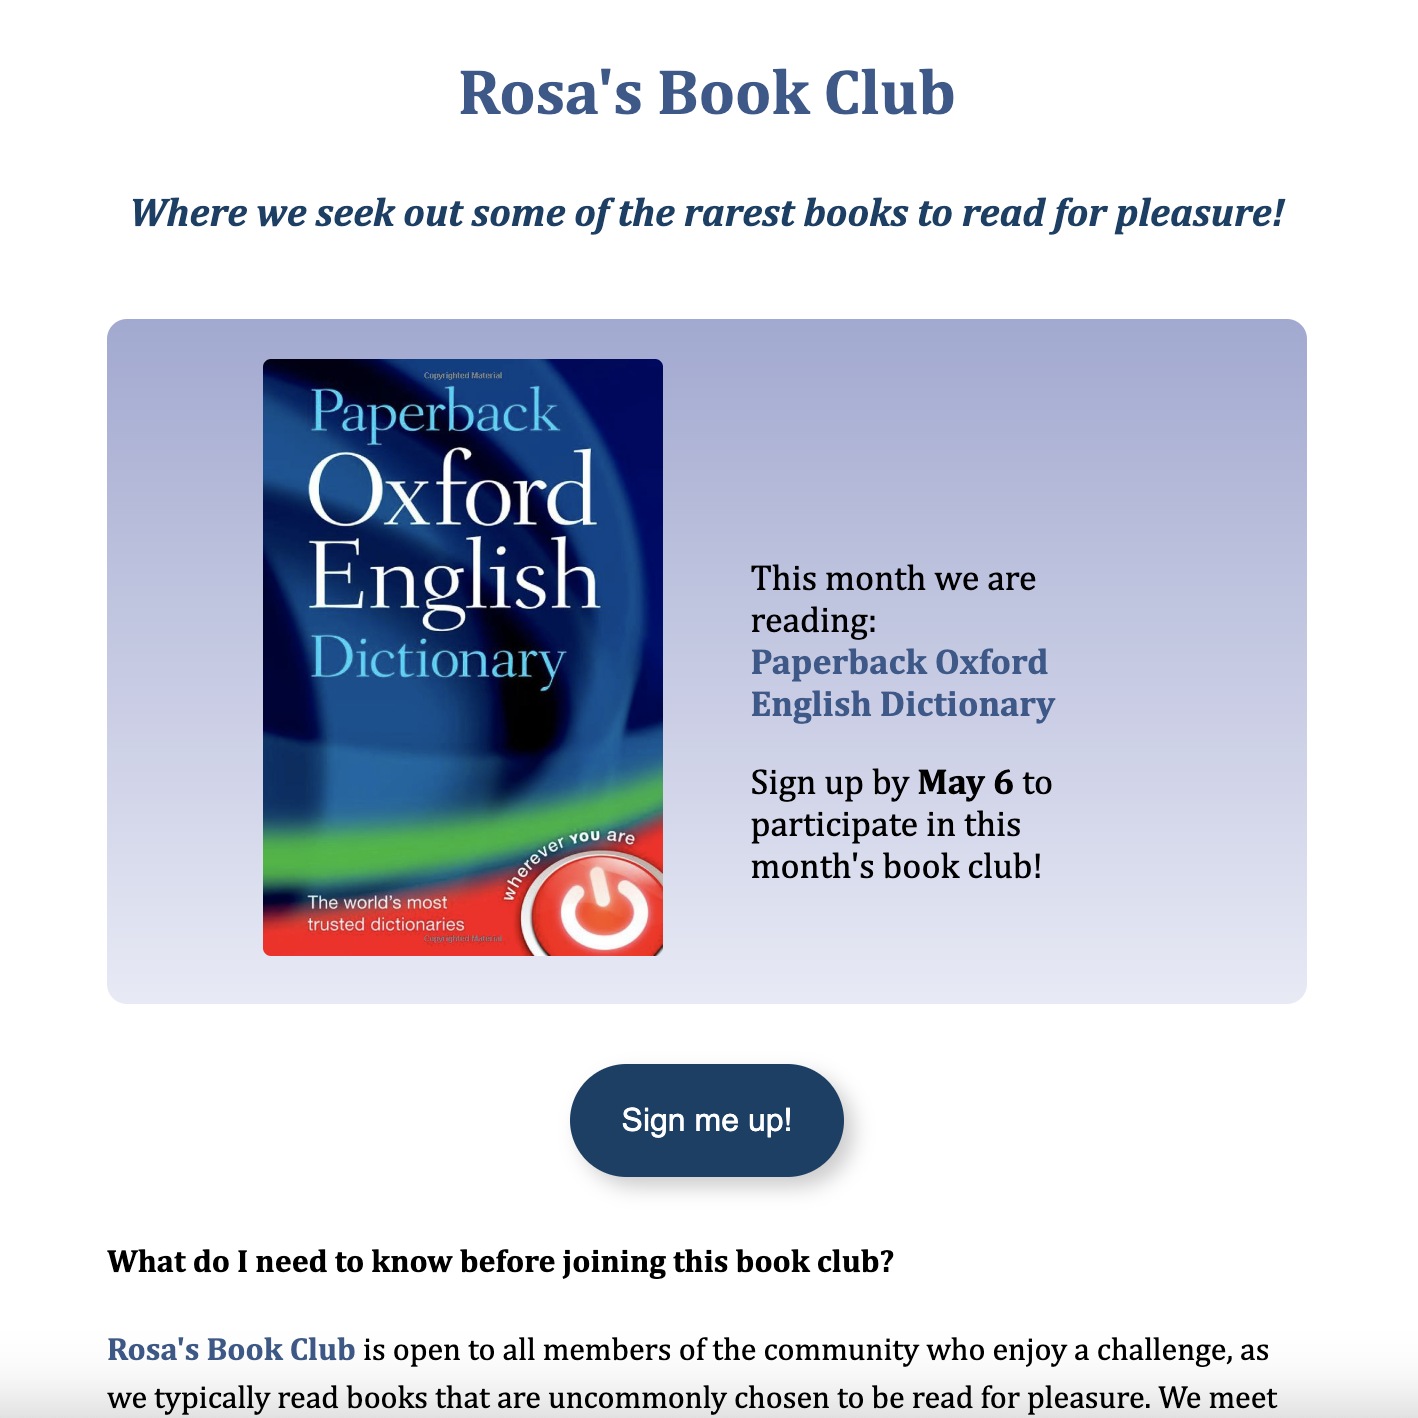 Rosa's Book Club
Where we seek out some of the rarest books to read for pleasure!
Copyrighted Material
Paperback
Oxford
English
Dictionary
wherever YOU are
The world's most
trusted dictionaries
Copyrighted Material
This month we are
reading:
Paperback Oxford
English Dictionary
Sign up by May 6 to
participate in this
month's book club!
Sign me up!
What do I need to know before joining this book club?
Rosa's Book Club is open to all members of the community who enjoy a challenge, as
we typically read books that are uncommonly chosen to be read for pleasure. We meet